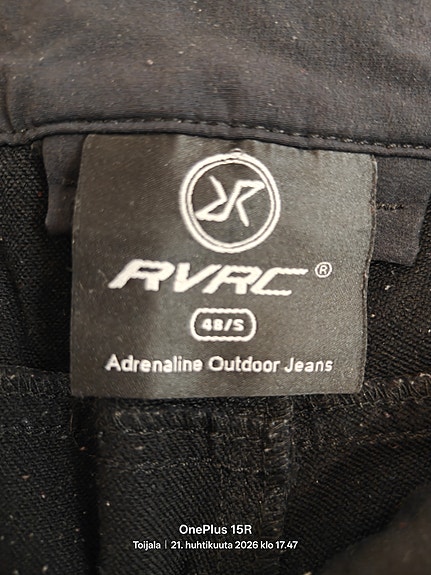 RVRC®
48/S
Adrenaline Outdoor Jeans
OnePlus 15R
Toijala | 21. huhtikuuta 2026 klo 17.47